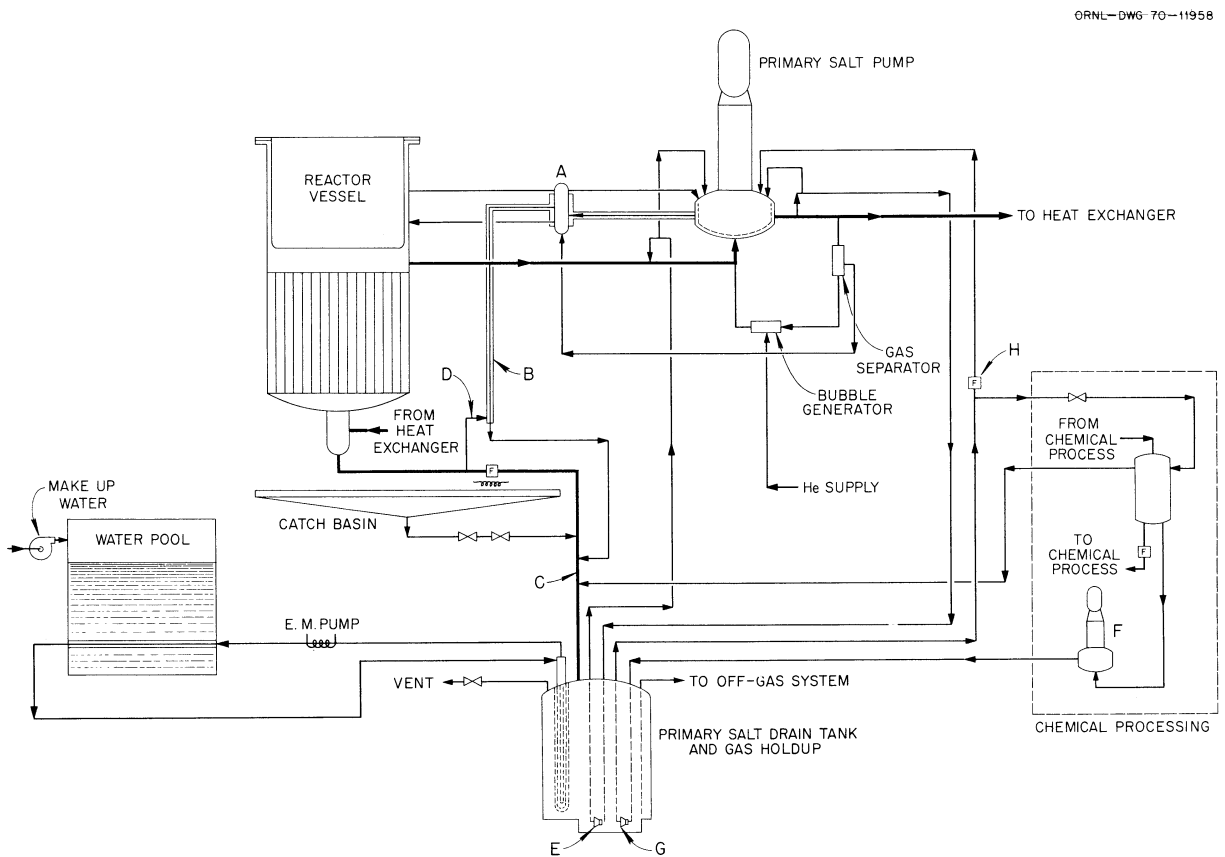 ORNL-DWG 70-11958
PRIMARY SALT PUMP
A
REACTOR
VESSEL
TO HEAT EXCHANGER
GAS
SEPARATOR
H
B
D
BUBBLE
GENERATOR
FROM
HEAT
EXCHANGER
F
FROM
CHEMICAL
PROCESS
F
He SUPPLY
MAKE UP
WATER
CATCH BASIN
WATER POOL
TO
CHEMICAL
PROCESS
F
C
E.M. PUMP
F
VENT
TO OFF-GAS SYSTEM
PRIMARY SALT DRAIN TANK
AND GAS HOLDUP
CHEMICAL PROCESSING
E
G